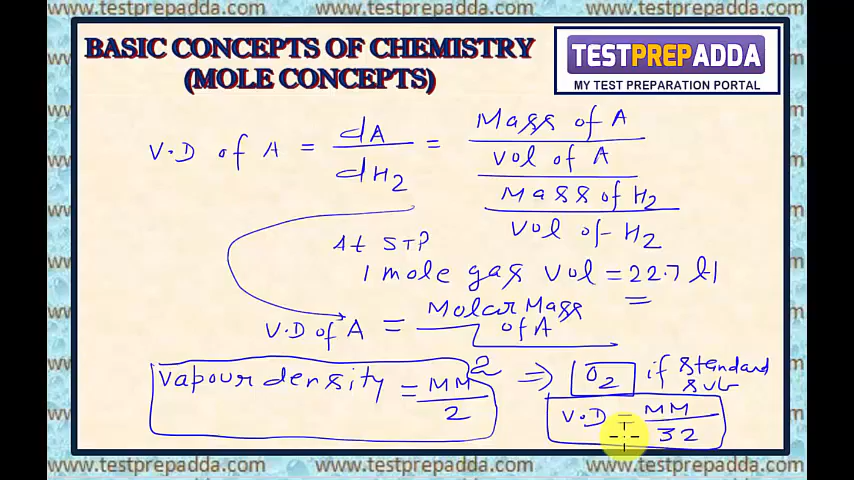 www.testprepadda.com www.testprepadda.com www.testprepadda.com
BASIC CONCEPTS OF CHEMISTRY
(MOLE CONCEPTS)
TESTPREPADDA
MY TEST PREPARATION PORTAL
V.D of A = dA / dH2 = Mass of A / Vol of A / Mass of H2 / Vol of H2
At STP
1 mole gas Vol = 22.7 lt
V.D of A = Molar Mass of A / 2
Vapour density = MM / 2 ⇒ O2 if standard sub
V.D = MM / 32
www.testprepadda.com www.testprepadda.com www.testprepadda.com